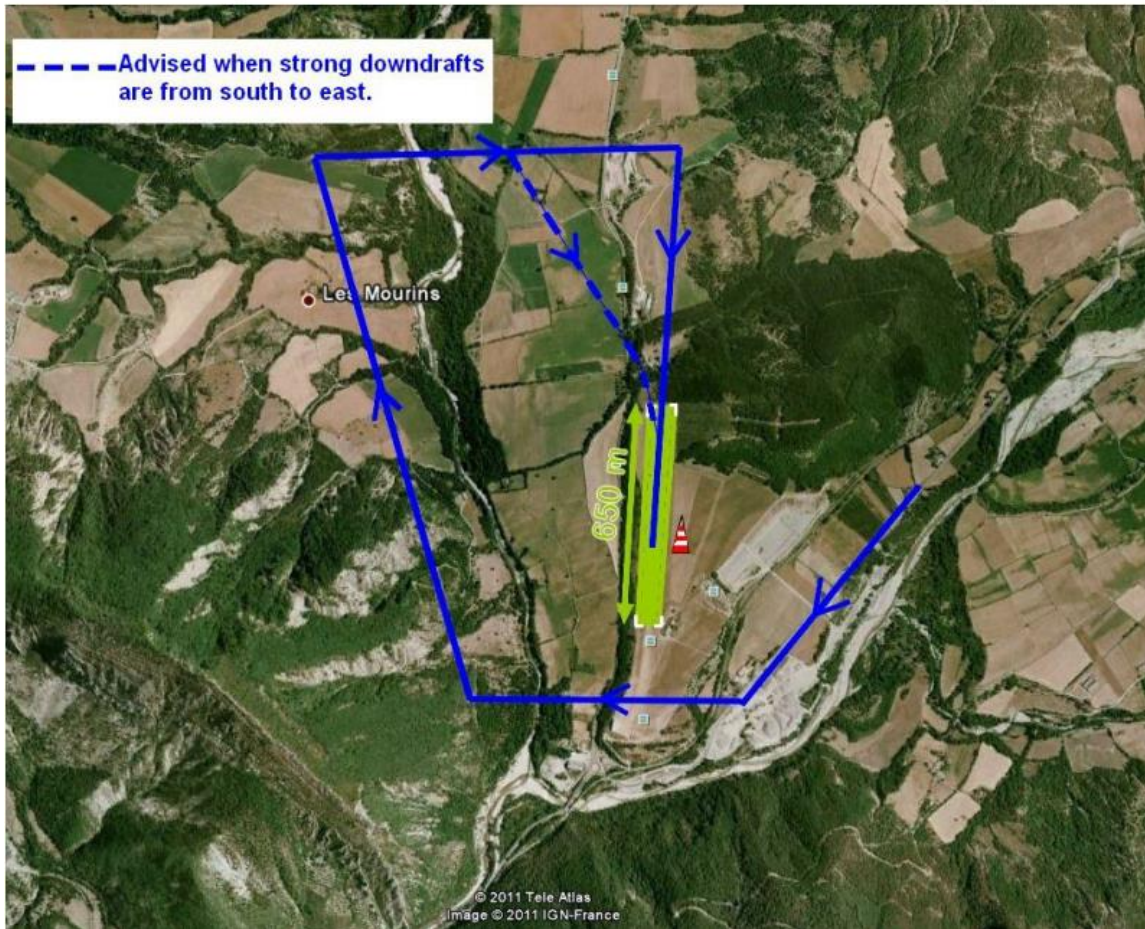 Advised when strong downdrafts
are from south to east.
Les Mourins
650 m
© 2011 Tele Atlas
Image © 2011 IGN-France